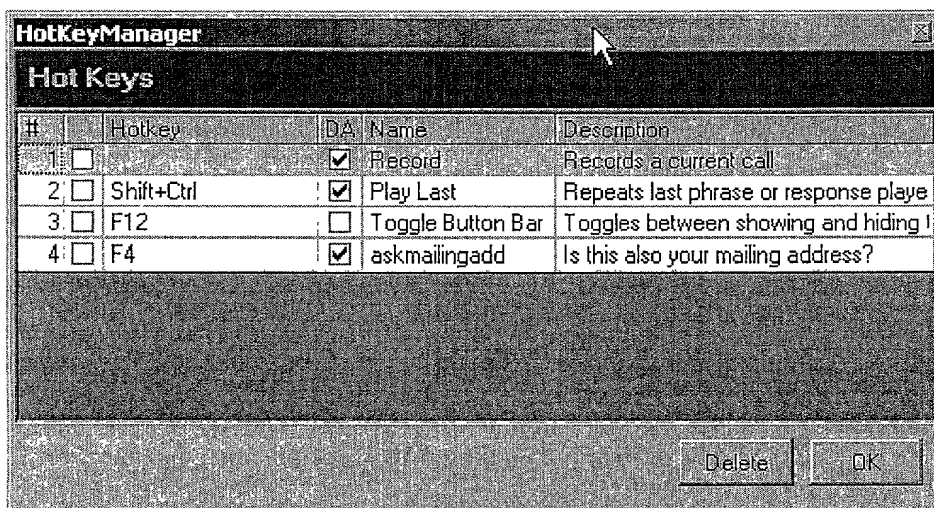 HotKeyManager
Hot Keys
# Hotkey DA Name Description
1 Record Records a current call
2 Shift+Ctrl Play Last Repeats last phrase or response playe
3 F12 Toggle Button Bar Toggles between showing and hiding
4 F4 askmailingadd Is this also your mailing address?
Delete OK